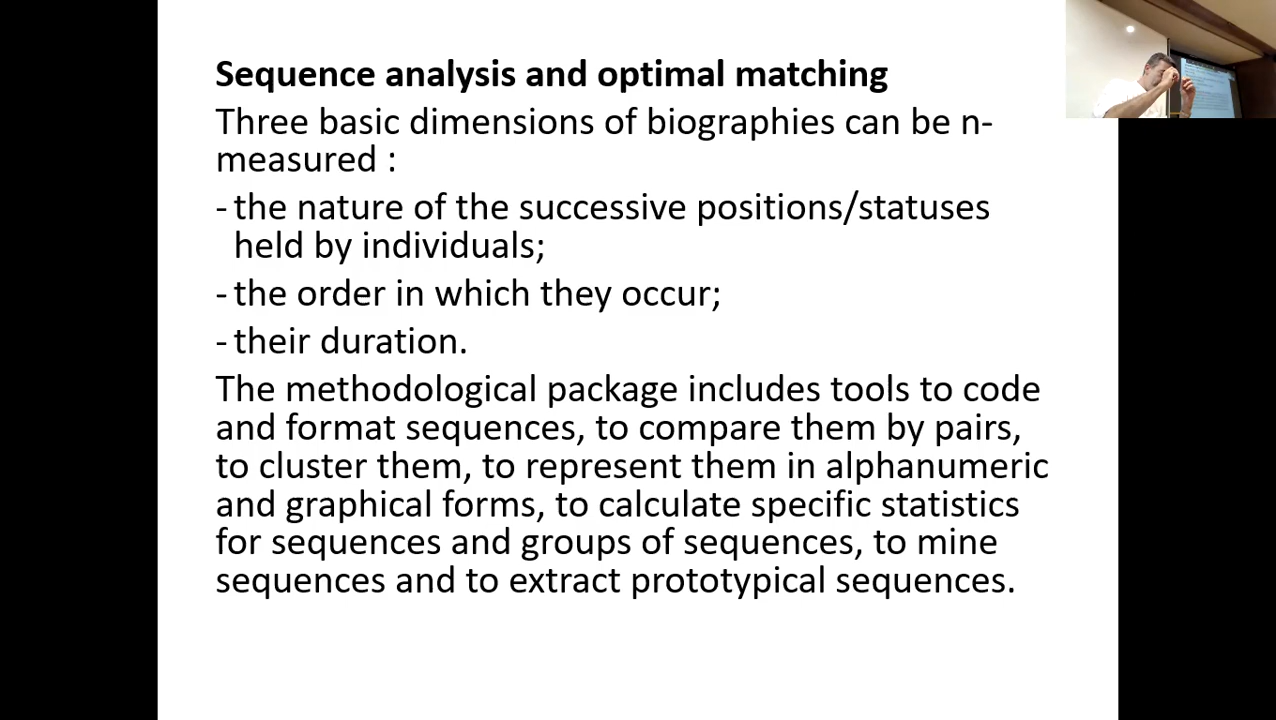 Sequence analysis and optimal matching
Three basic dimensions of biographies can be n-
measured :
- the nature of the successive positions/statuses
held by individuals;
- the order in which they occur;
- their duration.
The methodological package includes tools to code
and format sequences, to compare them by pairs,
to cluster them, to represent them in alphanumeric
and graphical forms, to calculate specific statistics
for sequences and groups of sequences, to mine
sequences and to extract prototypical sequences.